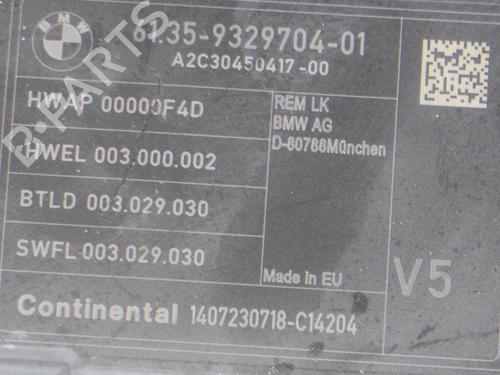 BMW
61.35-9329704-01
A2C30450417-00
HWAP 00000F4D
HWEL 003.000.002
BTLD 003.029.030
SWFL 003.029.030
REM LK
BMW AG
D-80788München
Made in EU
V5
Continental 1407230718-C14204
B-PARTS